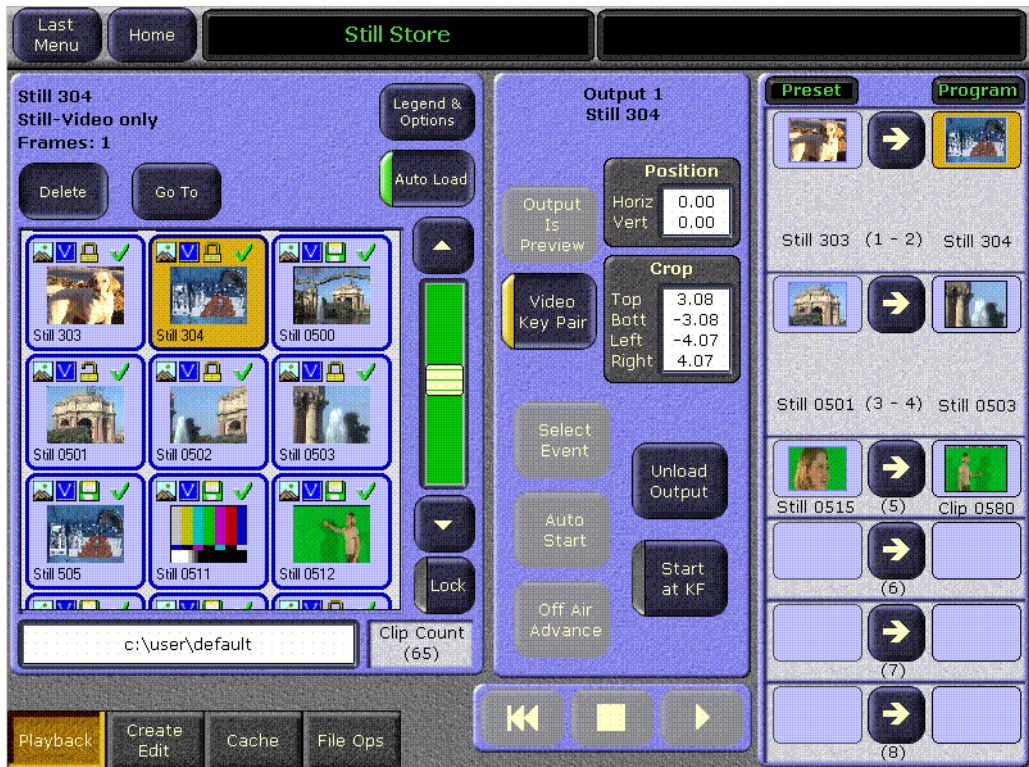 Last
Menu
Home
Still Store
Still 304
Still-Video only
Frames: 1
Legend &
Options
Delete
Go To
Auto Load
V
V
V
Still 303
Still 304
Still 0500
V
V
V
Still 0501
Still 0502
Still 0503
V
V
V
Still 505
Still 0511
Still 0512
Lock
c:\user\default
Clip Count
(65)
Output 1
Still 304
Output
Is
Preview
Position
Horiz 0.00
Vert 0.00
Video
Key Pair
Crop
Top 3.08
Bott -3.08
Left -4.07
Right 4.07
Select
Event
Unload
Output
Auto
Start
Start
at KF
Off Air
Advance
Preset
Program
Still 303 (1 - 2) Still 304
Still 0501 (3 - 4) Still 0503
Still 0515 (5) Clip 0580
(6)
(7)
(8)
Playback
Create
Edit
Cache
File Ops